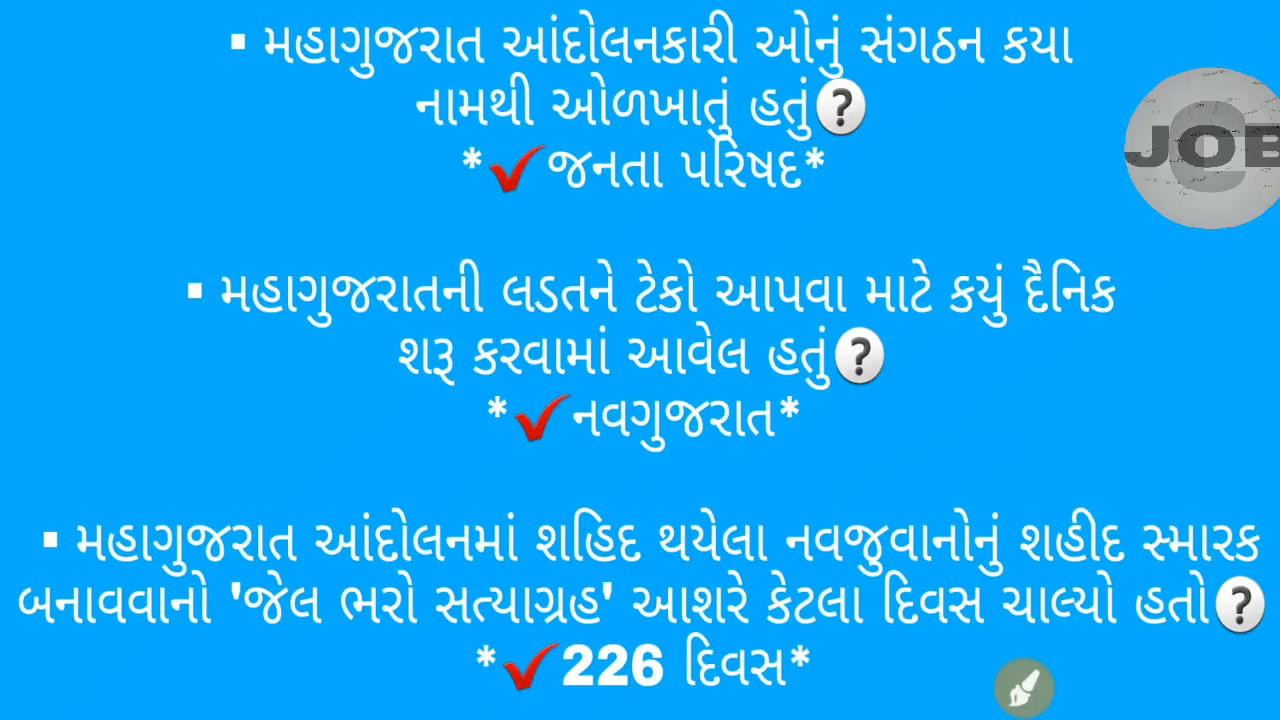 ▪ મહાગુજરાત આંદોલનકારી ઓનું સંગઠન કયા
નામથી ઓળખાતું હતું❔
*✔જનતા પરિષદ*
JOB
▪ મહાગુજરાતની લડતને ટેકો આપવા માટે કયું દૈનિક
શરૂ કરવામાં આવેલ હતું❔
*✔નવગુજરાત*
▪ મહાગુજરાત આંદોલનમાં શહિદ થયેલા નવજુવાનોનું શહીદ સ્મારક
બનાવવાનો 'જેલ ભરો સત્યાગ્રહ' આશરે કેટલા દિવસ ચાલ્યો હતો❔
*✔226 દિવસ*